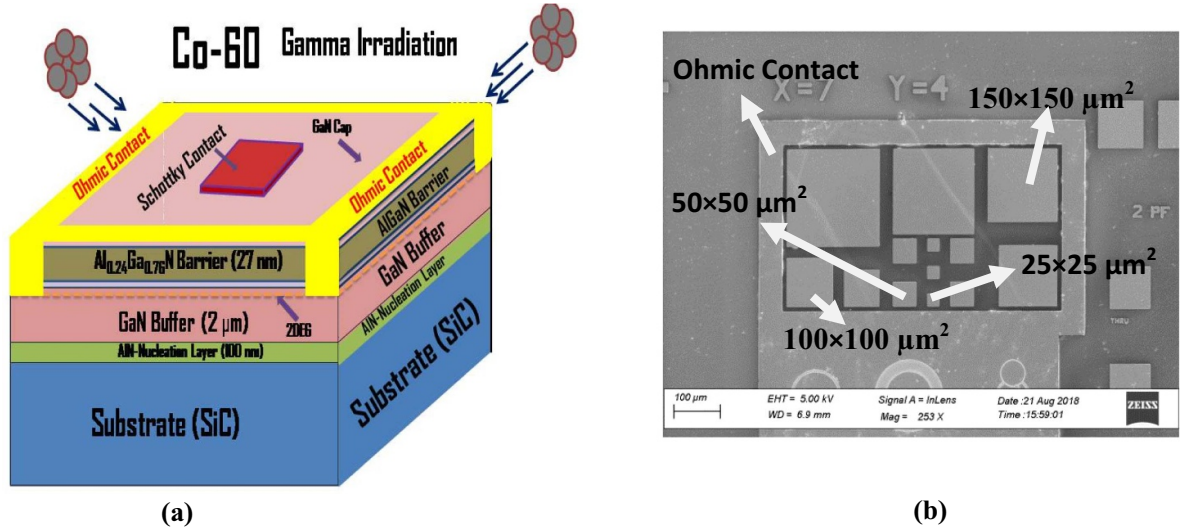 Co-60 Gamma Irradiation
GaN Cap
Ohmic Contact
Schottky Contact
Ohmic Contact
AlGaN Barrier
Al0.24Ga0.76N Barrier (27 nm)
GaN Buffer
AlN-Nucleation Layer
GaN Buffer (2 µm)
2DEG
AlN-Nucleation Layer (100 nm)
Substrate (SiC)
Substrate (SiC)
(a)
Ohmic Contact
X=7 Y=4
150×150 µm²
50×50 µm²
2 PF
25×25 µm²
100×100 µm²
THRU
100 µm
EHT = 5.00 kV
WD = 6.9 mm
Signal A = InLens
Mag = 253 X
Date :21 Aug 2018
Time :15:59:01
ZEISS
(b)